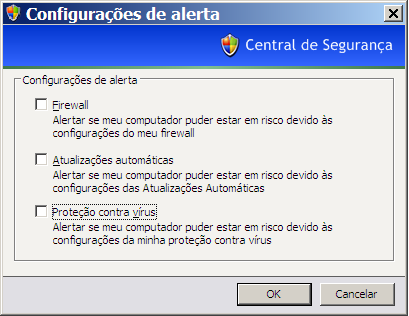 Configurações de alerta
Central de Segurança
Configurações de alerta
Firewall
Alertar se meu computador puder estar em risco devido às
configurações do meu firewall
Atualizações automáticas
Alertar se meu computador puder estar em risco devido às
configurações das Atualizações Automáticas
Proteção contra vírus
Alertar se meu computador puder estar em risco devido às
configurações da minha proteção contra vírus
OK
Cancelar